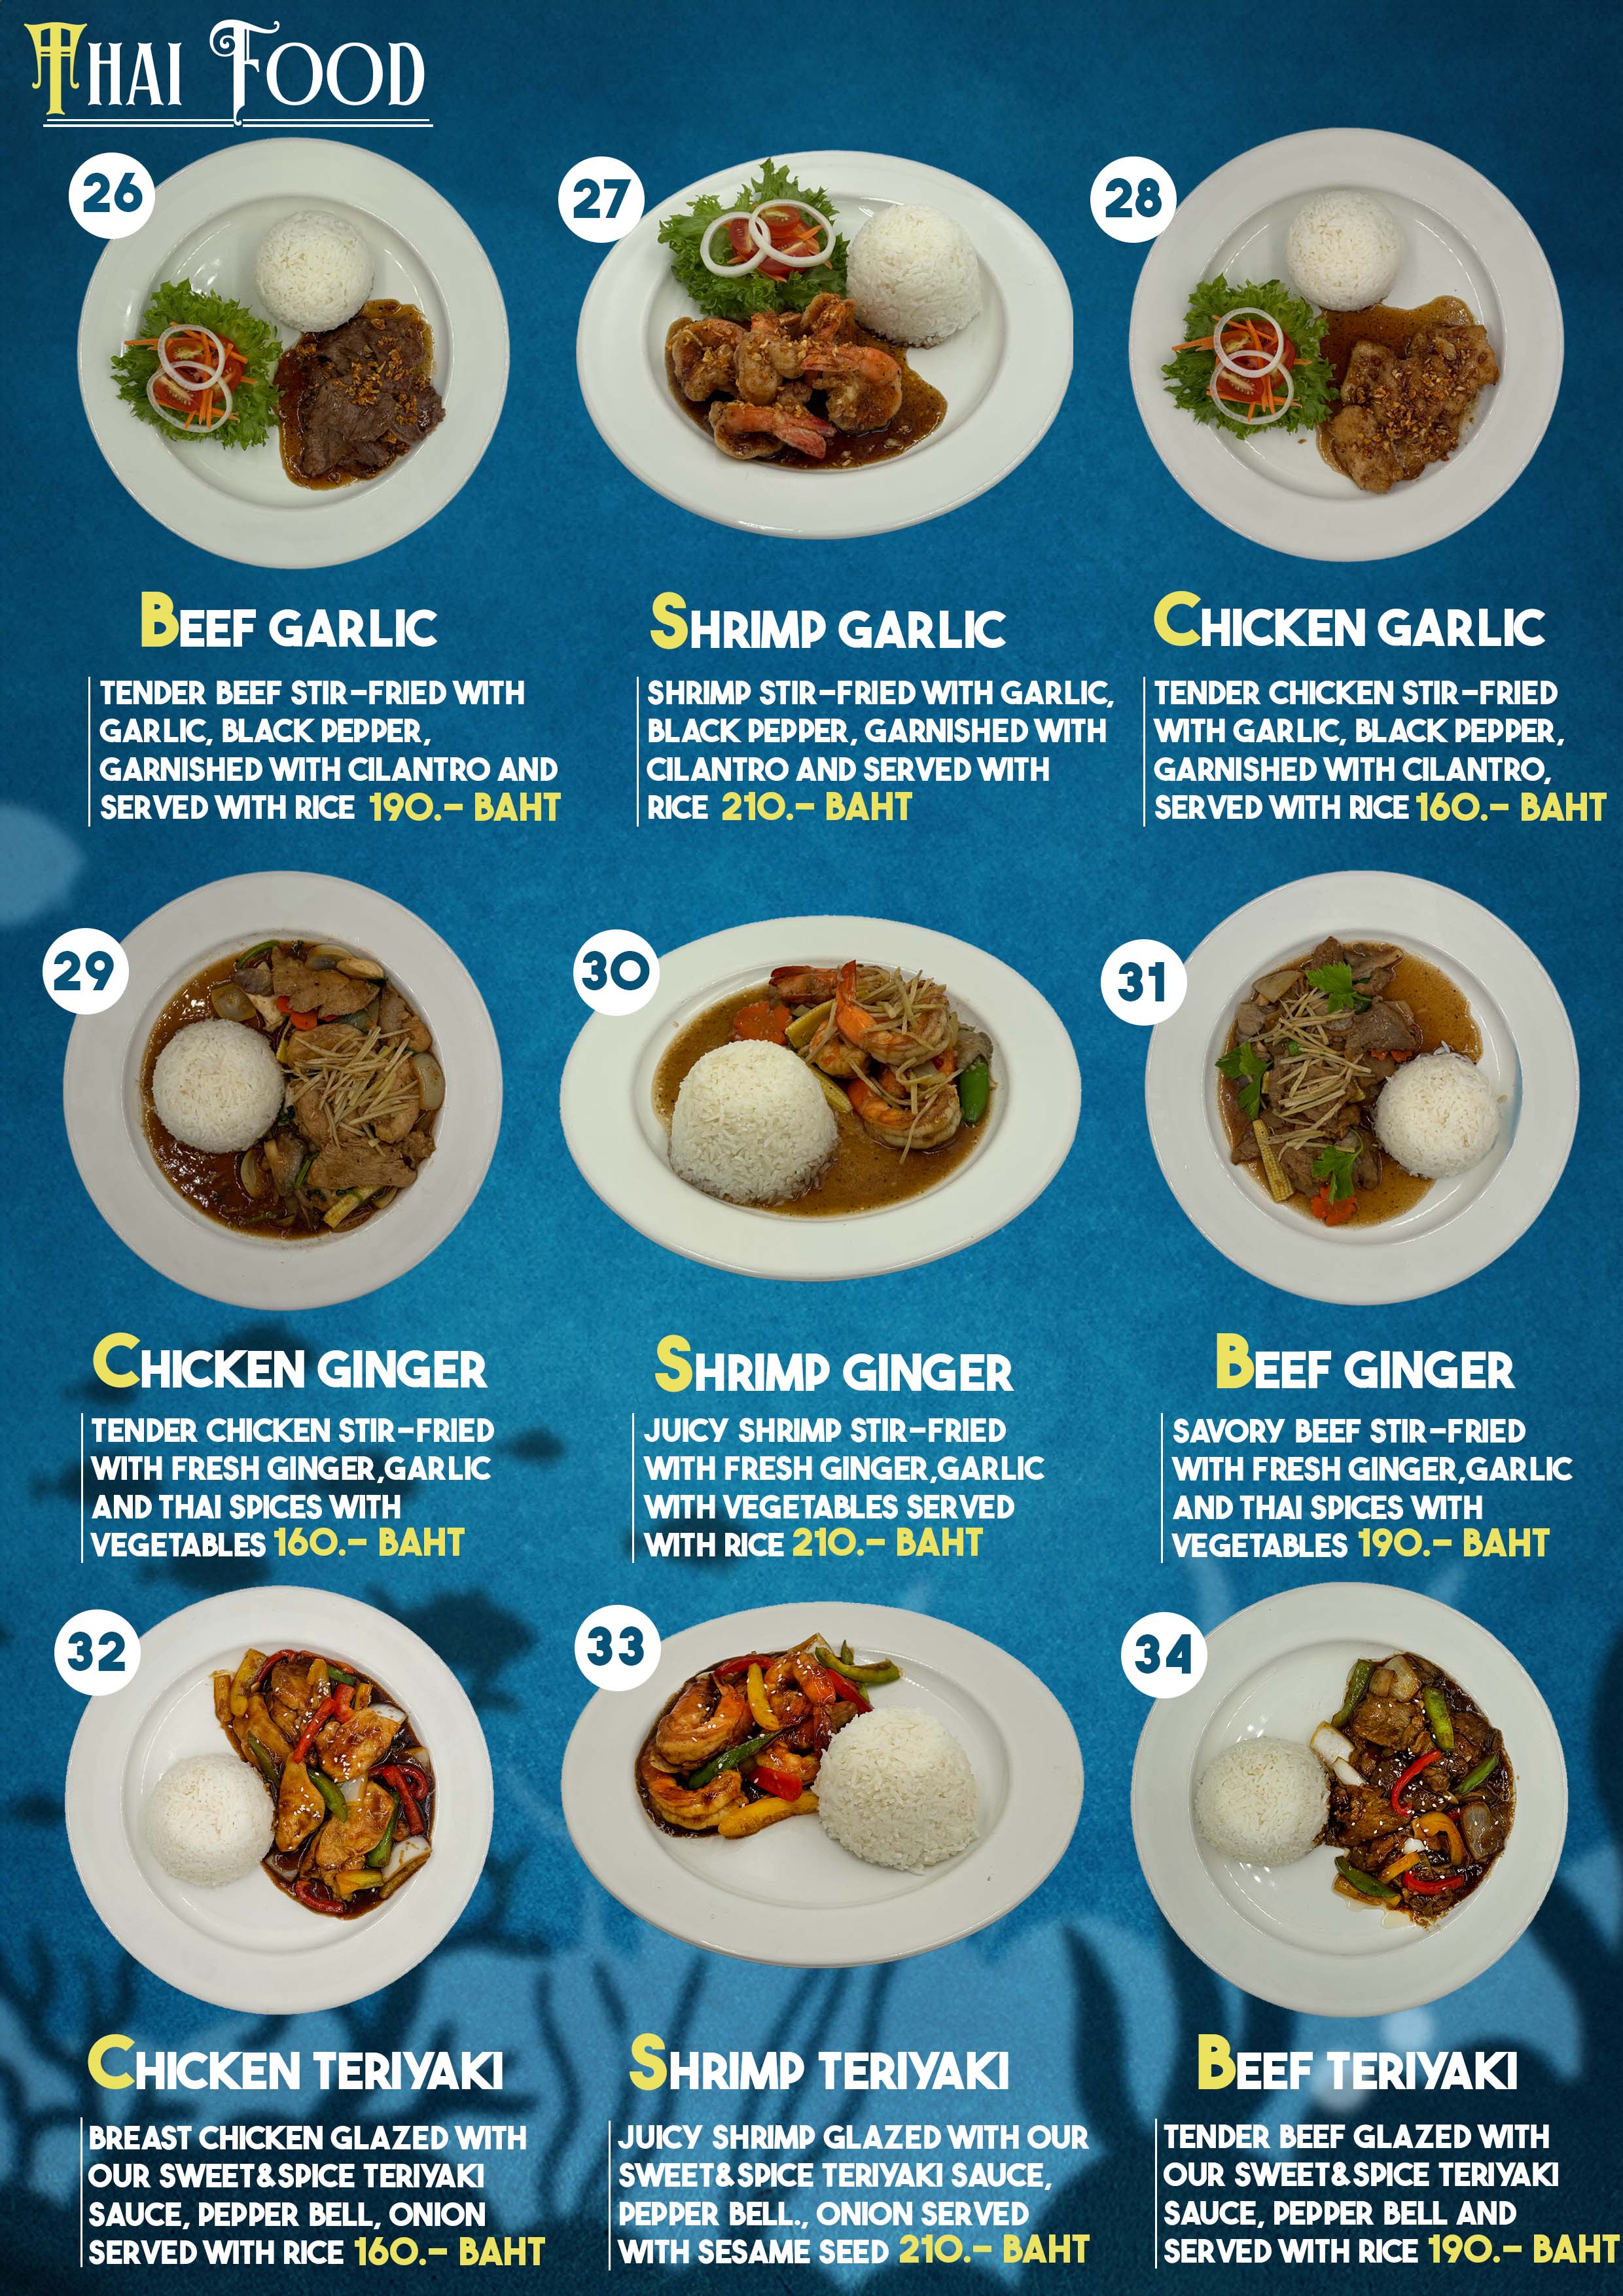 THAI FOOD
26
BEEF GARLIC
TENDER BEEF STIR-FRIED WITH
GARLIC, BLACK PEPPER,
GARNISHED WITH CILANTRO AND
SERVED WITH RICE 190.- BAHT
27
SHRIMP GARLIC
SHRIMP STIR-FRIED WITH GARLIC,
BLACK PEPPER, GARNISHED WITH
CILANTRO AND SERVED WITH
RICE 210.- BAHT
28
CHICKEN GARLIC
TENDER CHICKEN STIR-FRIED
WITH GARLIC, BLACK PEPPER,
GARNISHED WITH CILANTRO,
SERVED WITH RICE 160.- BAHT
29
CHICKEN GINGER
TENDER CHICKEN STIR-FRIED
WITH FRESH GINGER,GARLIC
AND THAI SPICES WITH
VEGETABLES 160.- BAHT
30
SHRIMP GINGER
JUICY SHRIMP STIR-FRIED
WITH FRESH GINGER,GARLIC
WITH VEGETABLES SERVED
WITH RICE 210.- BAHT
31
BEEF GINGER
SAVORY BEEF STIR-FRIED
WITH FRESH GINGER,GARLIC
AND THAI SPICES WITH
VEGETABLES 190.- BAHT
32
CHICKEN TERIYAKI
BREAST CHICKEN GLAZED WITH
OUR SWEET&SPICE TERIYAKI
SAUCE, PEPPER BELL, ONION
SERVED WITH RICE 160.- BAHT
33
SHRIMP TERIYAKI
JUICY SHRIMP GLAZED WITH OUR
SWEET&SPICE TERIYAKI SAUCE,
PEPPER BELL., ONION SERVED
WITH SESAME SEED 210.- BAHT
34
BEEF TERIYAKI
TENDER BEEF GLAZED WITH
OUR SWEET&SPICE TERIYAKI
SAUCE, PEPPER BELL AND
SERVED WITH RICE 190.- BAHT